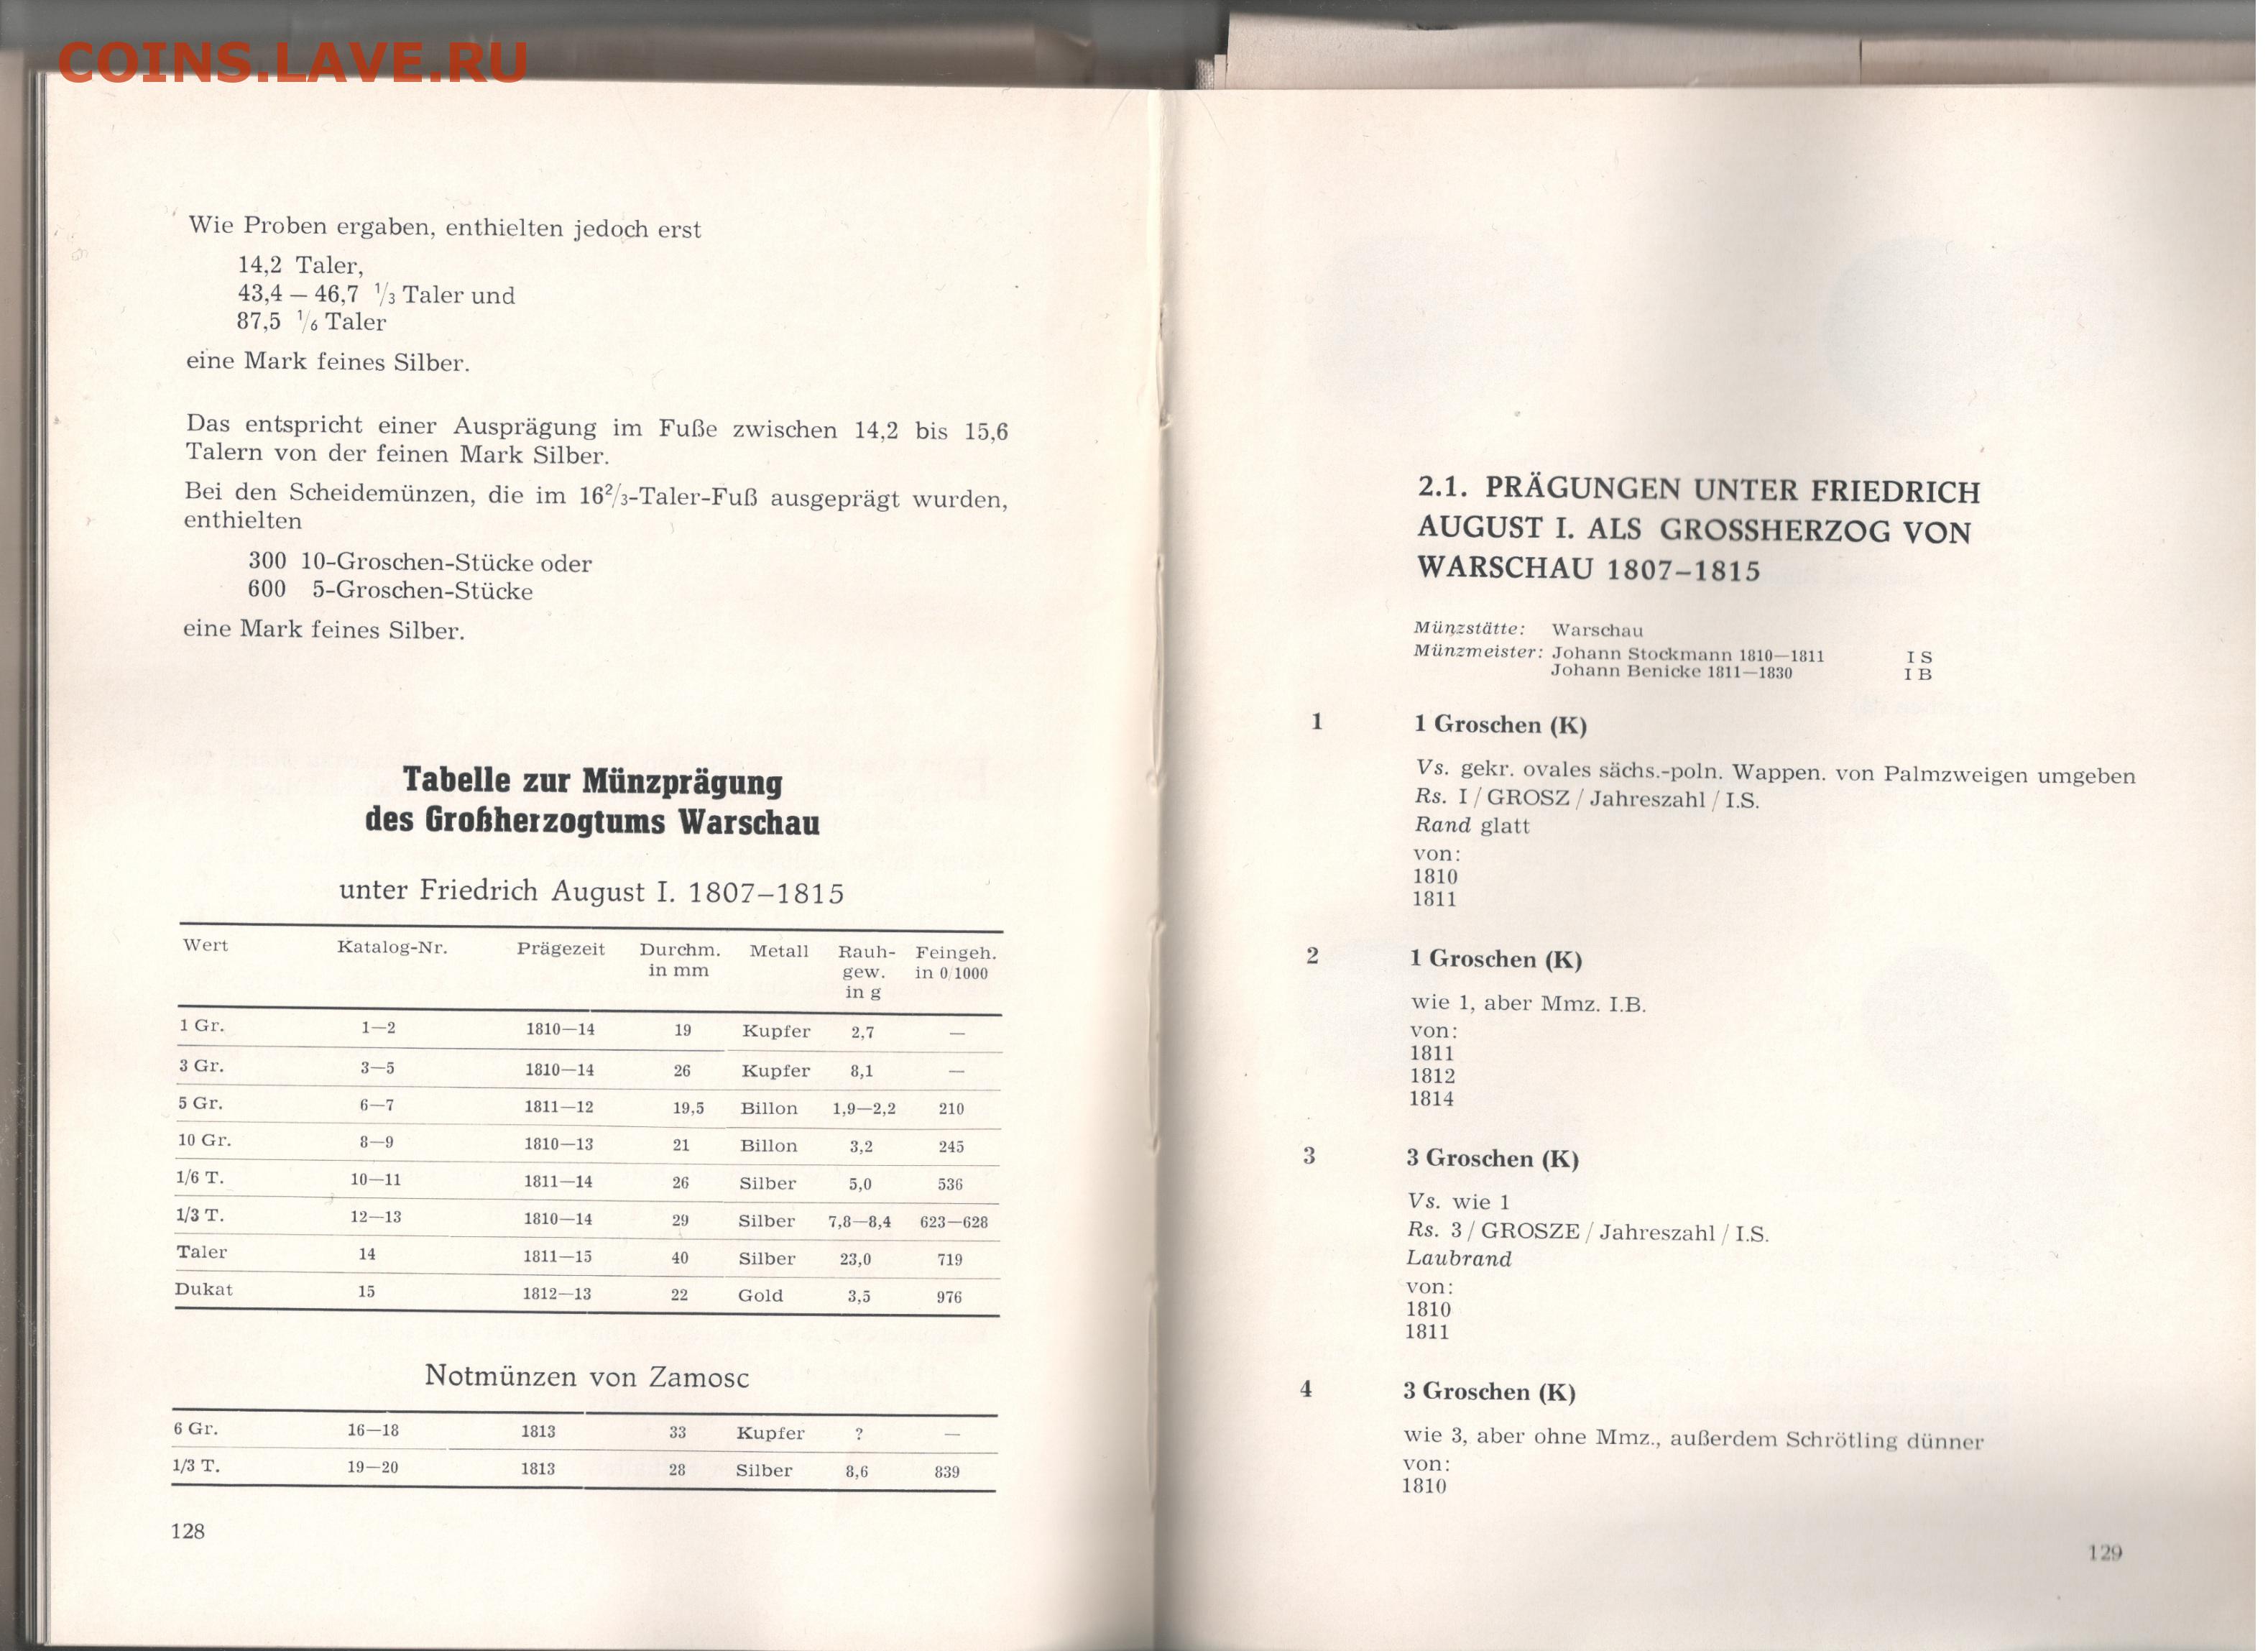 COINS.LAVE.RU
Wie Proben ergaben, enthielten jedoch erst
14,2 Taler,
43,4 — 46,7 1/3 Taler und
87,5 1/6 Taler
eine Mark feines Silber.
Das entspricht einer Ausprägung im Fuße zwischen 14,2 bis 15,6
Talern von der feinen Mark Silber.
Bei den Scheidemünzen, die im 16 2/3-Taler-Fuß ausgeprägt wurden,
enthielten
300 10-Groschen-Stücke oder
600 5-Groschen-Stücke
eine Mark feines Silber.
Tabelle zur Münzprägung
des Großherzogtums Warschau
unter Friedrich August I. 1807–1815
Wert Katalog-Nr. Prägezeit Durchm. Metall Rauh- Feingeh.
in mm gew. in 0/1000
in g
1 Gr. 1—2 1810—14 19 Kupfer 2,7 —
3 Gr. 3—5 1810—14 26 Kupfer 8,1 —
5 Gr. 6—7 1811—12 19,5 Billon 1,9—2,2 210
10 Gr. 8—9 1810—13 21 Billon 3,2 245
1/6 T. 10—11 1811—14 26 Silber 5,0 536
1/3 T. 12—13 1810—14 29 Silber 7,8—8,4 623—628
Taler 14 1811—15 40 Silber 23,0 719
Dukat 15 1812—13 22 Gold 3,5 976
Notmünzen von Zamosc
6 Gr. 16—18 1813 33 Kupfer ? —
1/3 T. 19—20 1813 28 Silber 8,6 839
128
2.1. PRÄGUNGEN UNTER FRIEDRICH
AUGUST I. ALS GROSSHERZOG VON
WARSCHAU 1807–1815
Münzstätte: Warschau
Münzmeister: Johann Stockmann 1810—1811 I S
Johann Benicke 1811—1830 I B
1 1 Groschen (K)
Vs. gekr. ovales sächs.-poln. Wappen. von Palmzweigen umgeben
Rs. I / GROSZ / Jahreszahl / I.S.
Rand glatt
von:
1810
1811
2 1 Groschen (K)
wie 1, aber Mmz. I.B.
von:
1811
1812
1814
3 3 Groschen (K)
Vs. wie 1
Rs. 3 / GROSZE / Jahreszahl / I.S.
Laubrand
von:
1810
1811
4 3 Groschen (K)
wie 3, aber ohne Mmz., außerdem Schrötling dünner
von:
1810
129